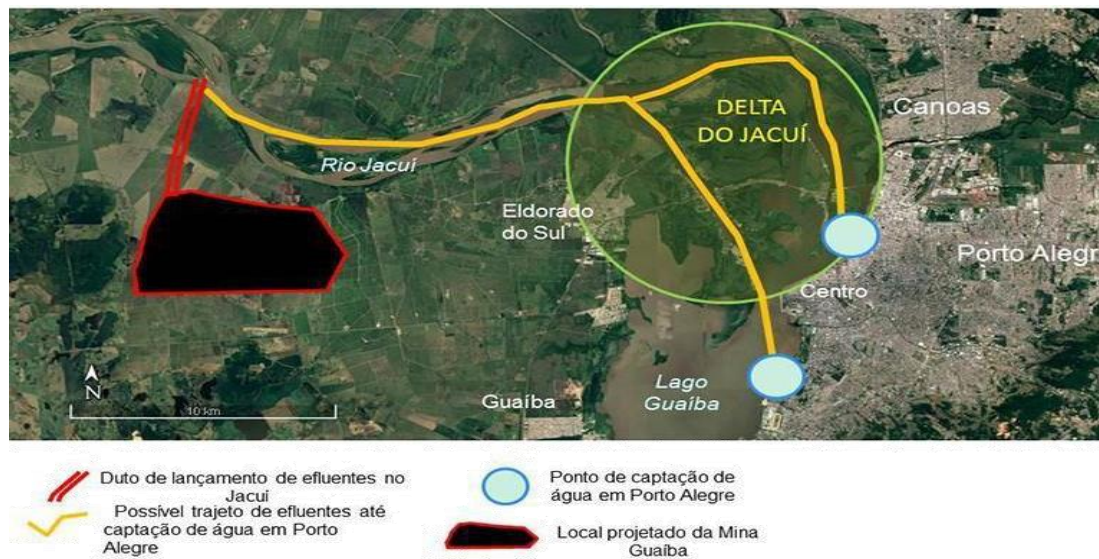 DELTA
DO JACUÍ
Canoas
Rio Jacuí
Eldorado
do Sul
Porto Alegr
Centro
N
10 km
Guaíba
Lago
Guaíba
Duto de lançamento de efluentes no
Jacuí
Possível trajeto de efluentes até
captação de água em Porto
Alegre
Ponto de captação de
água em Porto Alegre
Local projetado da Mina
Guaíba